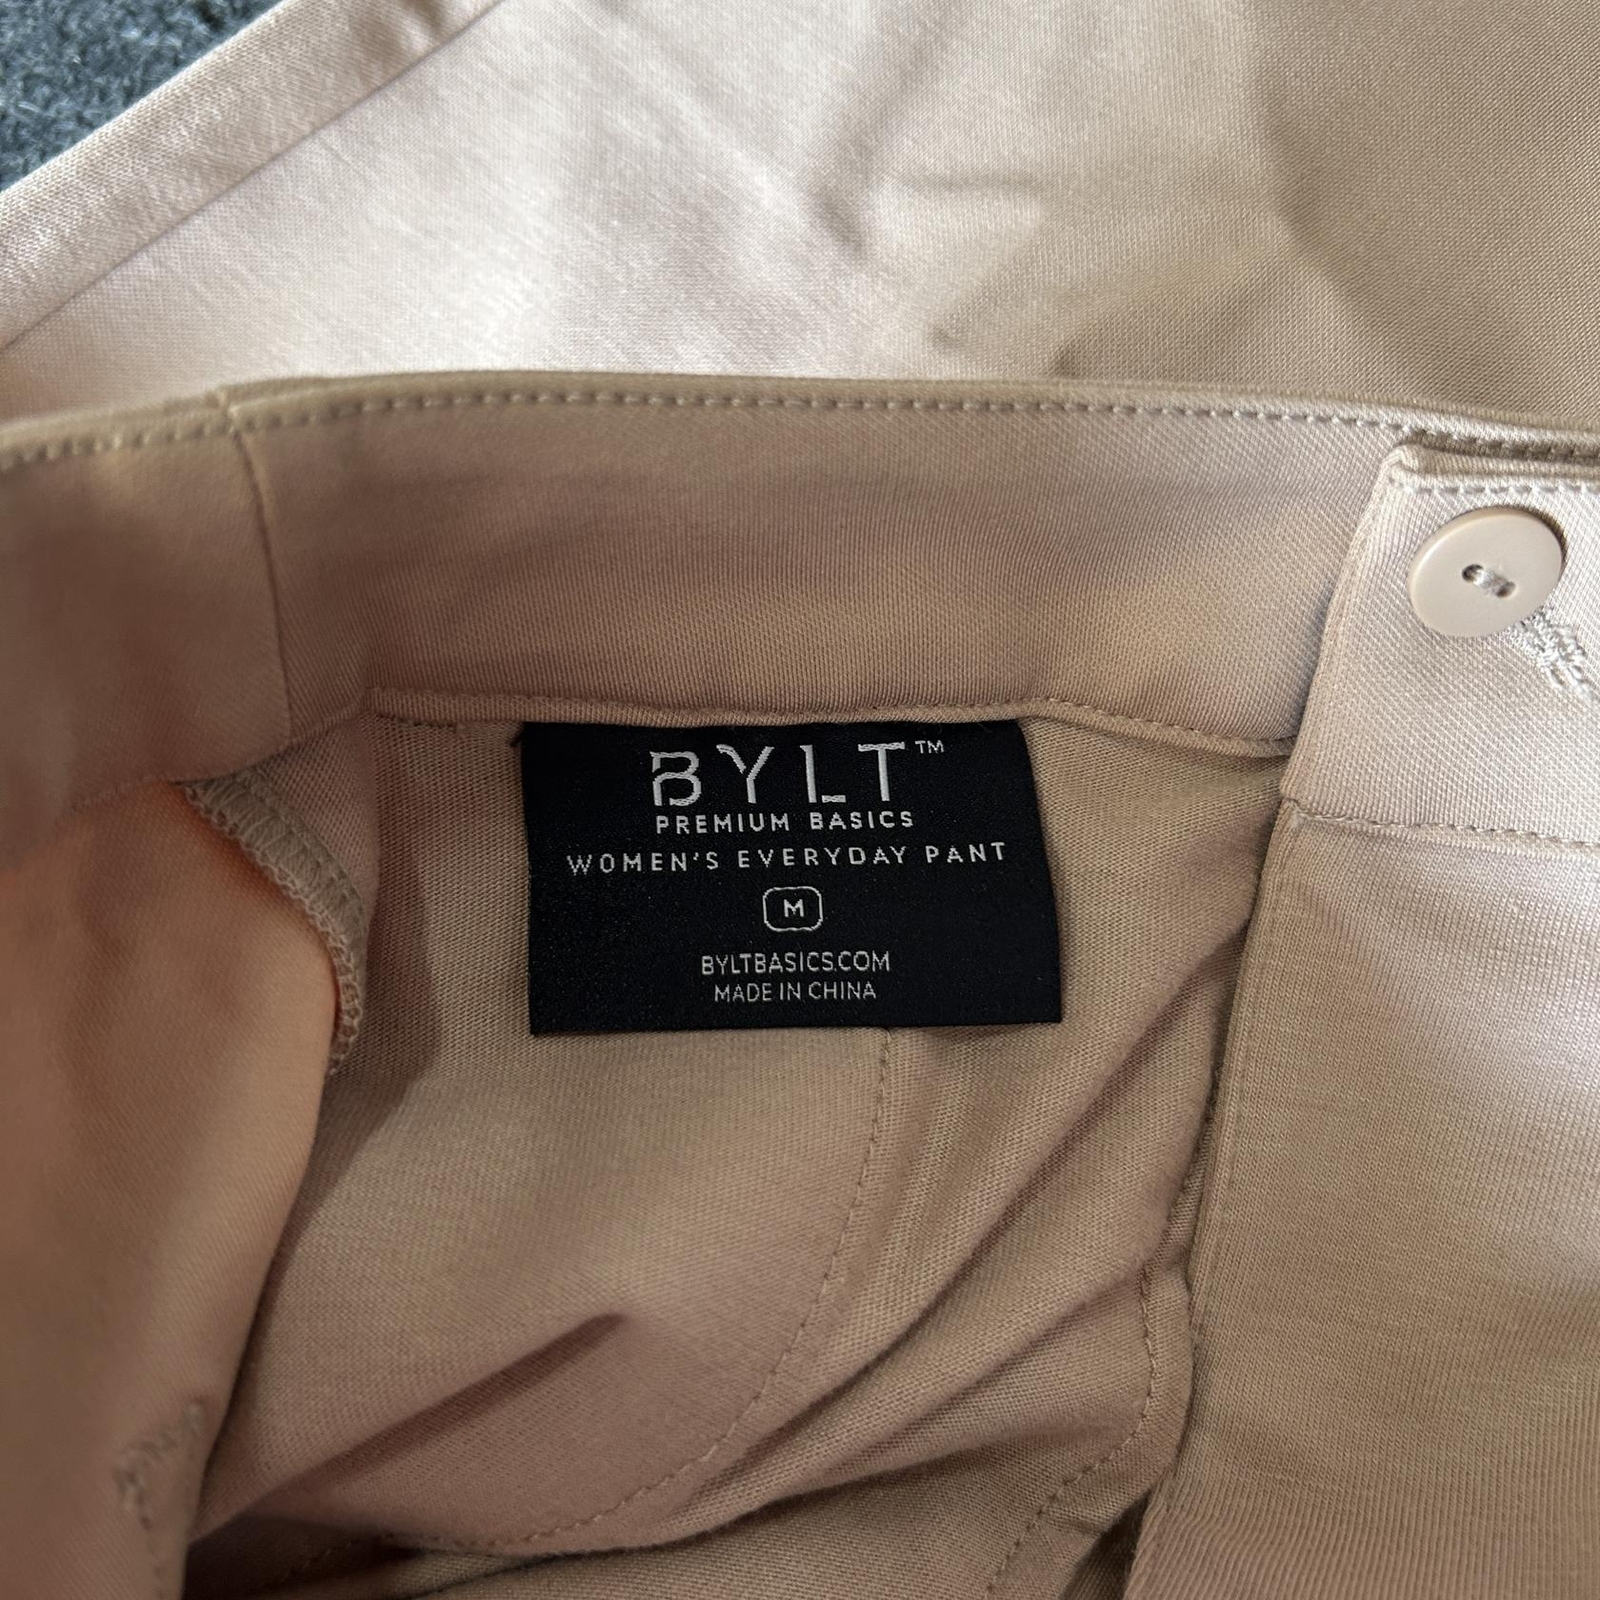 BYLT™
PREMIUM BASICS
WOMEN'S EVERYDAY PANT
M
BYLTBASICS.COM
MADE IN CHINA